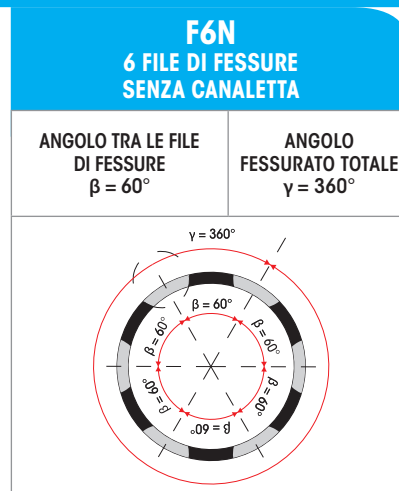 F6N
6 FILE DI FESSURE
SENZA CANALETTA
ANGOLO TRA LE FILE
DI FESSURE
β = 60°
ANGOLO
FESSURATO TOTALE
γ = 360°
γ = 360°
β = 60°
β = 60°
β = 60°
β = 60°
β = 60°
β = 60°